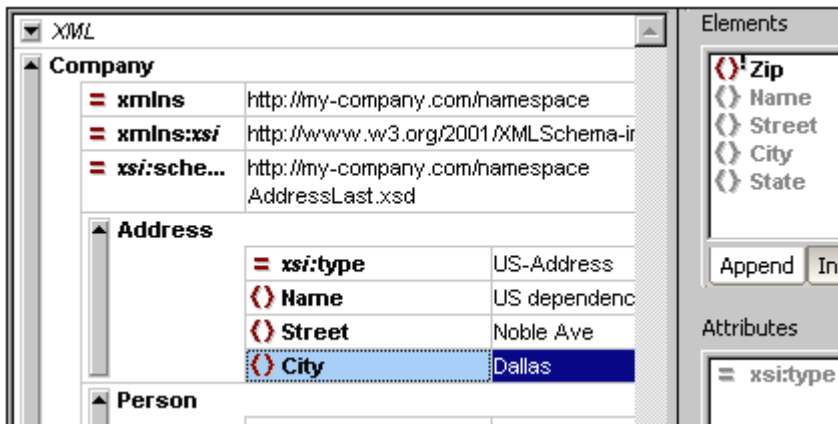 XML
Company
= xmlns http://my-company.com/namespace
= xmlns:xsi http://www.w3.org/2001/XMLSchema-in
= xsi:sche... http://my-company.com/namespace
AddressLast.xsd
Address
= xsi:type US-Address
() Name US dependenc
() Street Noble Ave
() City Dallas
Person
Elements
()! Zip
() Name
() Street
() City
() State
Append In
Attributes
= xsi:type